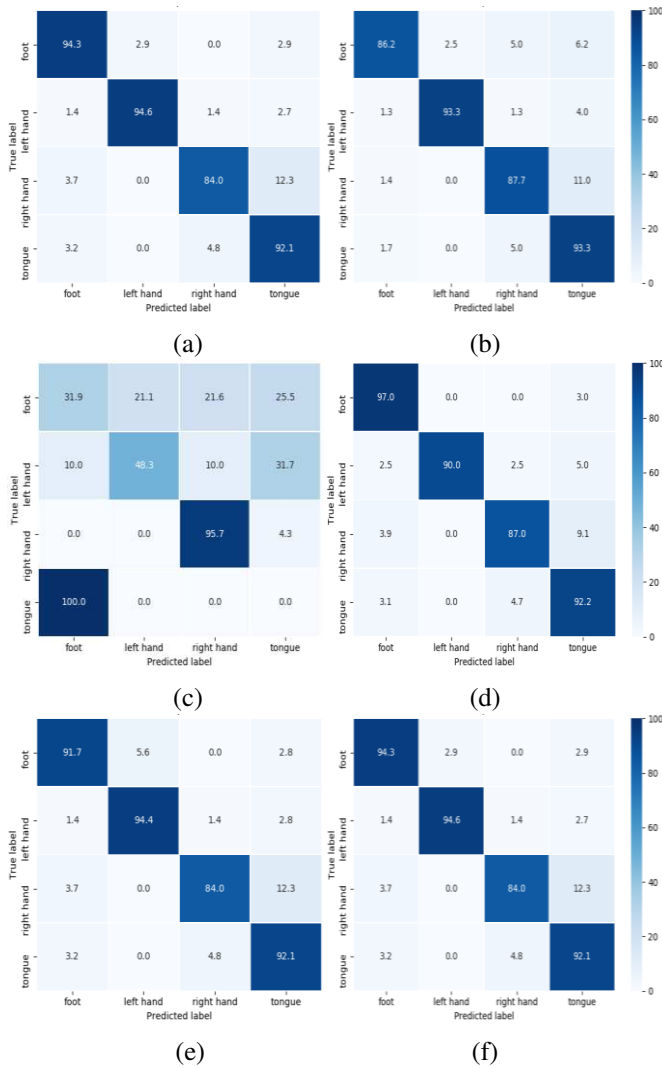 foot 94.3 2.9 0.0 2.9
left hand 1.4 94.6 1.4 2.7
right hand 3.7 0.0 84.0 12.3
tongue 3.2 0.0 4.8 92.1
True label
foot left hand right hand tongue
Predicted label
(a)
foot 86.2 2.5 5.0 6.2
left hand 1.3 93.3 1.3 4.0
right hand 1.4 0.0 87.7 11.0
tongue 1.7 0.0 5.0 93.3
True label
foot left hand right hand tongue
Predicted label
100
80
60
40
20
0
(b)
foot 31.9 21.1 21.6 25.5
left hand 10.0 48.3 10.0 31.7
right hand 0.0 0.0 95.7 4.3
tongue 100.0 0.0 0.0 0.0
True label
foot left hand right hand tongue
Predicted label
(c)
foot 97.0 0.0 0.0 3.0
left hand 2.5 90.0 2.5 5.0
right hand 3.9 0.0 87.0 9.1
tongue 3.1 0.0 4.7 92.2
True label
foot left hand right hand tongue
Predicted label
100
80
60
40
20
0
(d)
foot 91.7 5.6 0.0 2.8
left hand 1.4 94.4 1.4 2.8
right hand 3.7 0.0 84.0 12.3
tongue 3.2 0.0 4.8 92.1
True label
foot left hand right hand tongue
Predicted label
(e)
foot 94.3 2.9 0.0 2.9
left hand 1.4 94.6 1.4 2.7
right hand 3.7 0.0 84.0 12.3
tongue 3.2 0.0 4.8 92.1
True label
foot left hand right hand tongue
Predicted label
100
80
60
40
20
0
(f)